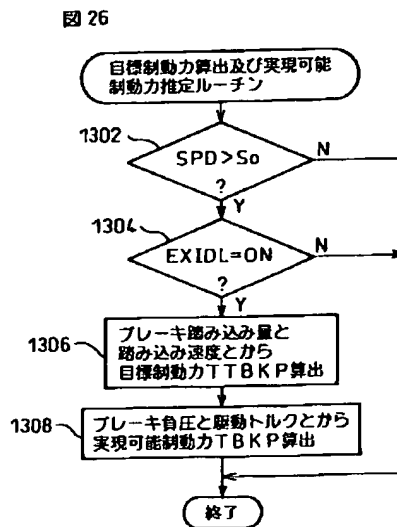 図 26
目標制動力算出及び実現可能
制動力推定ルーチン
1302
SPD>So
N
?
Y
1304
EXIDL=ON
N
?
Y
1306
ブレーキ踏み込み量と
踏み込み速度とから
目標制動力TTBKP算出
1308
ブレーキ負圧と駆動トルクとから
実現可能制動力TBKP算出
終了